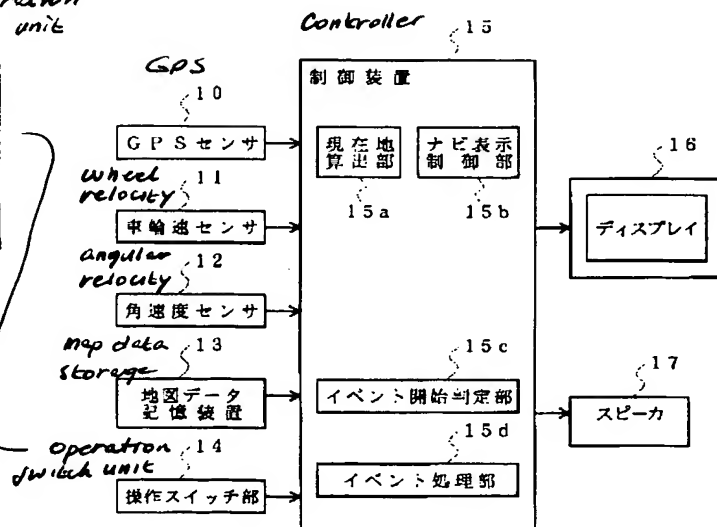 unit
Controller
15
制御装置
GPS
10
GPSセンサ
現在地
算出部
15a
ナビ表示
制御部
15b
16
ディスプレイ
wheel
velocity
11
車輪速センサ
angular
velocity
12
角速度センサ
map data
storage
13
地図データ
記憶装置
15c
イベント開始判定部
17
スピーカ
operation
switch unit
14
操作スイッチ部
15d
イベント処理部